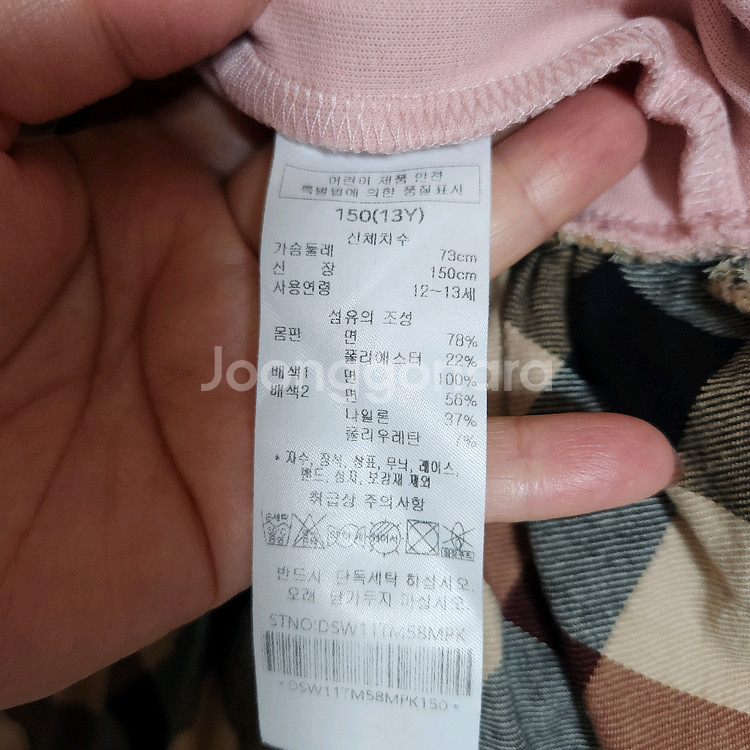 어린이 제품 안전
특별법에 의한 품질표시
150(13Y)
신체치수
가슴둘레 73cm
신 장 150cm
사용연령 12~13세
섬유의 조성
몸판 면 78%
폴리에스터 22%
배색1 면 100%
배색2 면 56%
나일론 37%
폴리우레탄 7%
Joonggonara
* 자수, 장식, 상표, 무늬, 레이스,
밴드, 심지, 보강재 제외
취급상 주의사항
손세탁
반드시 단독세탁 하십시오.
오래 담가두지 마십시오.
STNO:DSW11TM58MPK
*DSW11TM58MPK150*